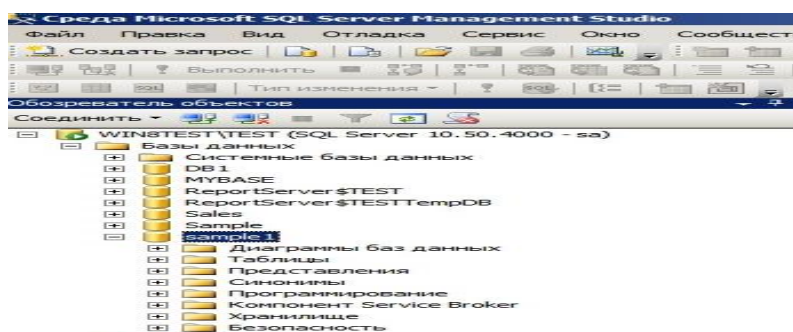 Среда Microsoft SQL Server Management Studio
Файл Правка Вид Отладка Сервис Окно Сообщест
Создать запрос
Выполнить
Тип изменения
Обозреватель объектов
Соединить
WIN8TEST\TEST (SQL Server 10.50.4000 - sa)
Базы данных
Системные базы данных
DB1
MYBASE
ReportServer$TEST
ReportServer$TESTTempDB
Sales
Sample
sample1
Диаграммы баз данных
Таблицы
Представления
Синонимы
Программирование
Компонент Service Broker
Хранилище
Безопасность